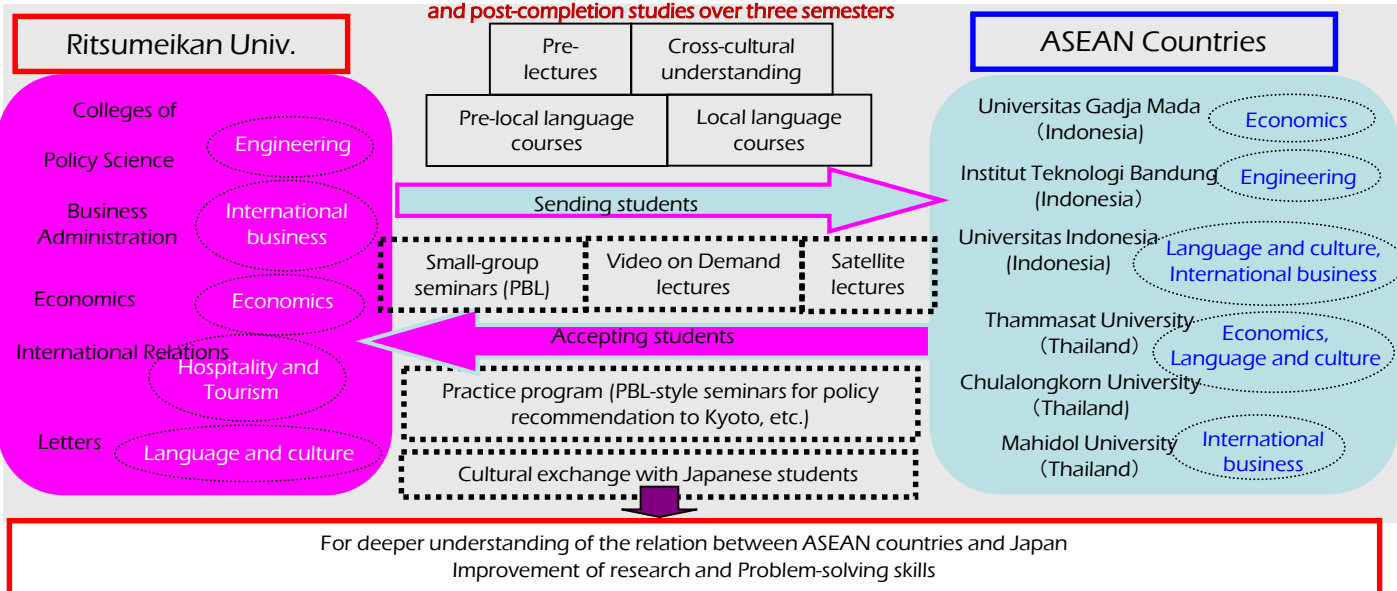 and post-completion studies over three semesters
Ritsumeikan Univ.
Colleges of
Engineering
Policy Science
International
business
Business
Administration
Economics
Economics
International Relations
Hospitality and
Tourism
Letters
Language and culture
Pre-
lectures
Cross-cultural
understanding
Pre-local language
courses
Local language
courses
Sending students
Small-group
seminars (PBL)
Video on Demand
lectures
Satellite
lectures
Accepting students
Practice program (PBL-style seminars for policy
recommendation to Kyoto, etc.)
Cultural exchange with Japanese students
ASEAN Countries
Universitas Gadja Mada
（Indonesia)
Economics
Institut Teknologi Bandung
(Indonesia）
Engineering
Universitas Indonesia
(Indonesia)
Language and culture,
International business
Thammasat University
（Thailand）
Economics,
Language and culture
Chulalongkorn University
（Thailand)
Mahidol University
（Thailand）
International
business
For deeper understanding of the relation between ASEAN countries and Japan
Improvement of research and Problem-solving skills